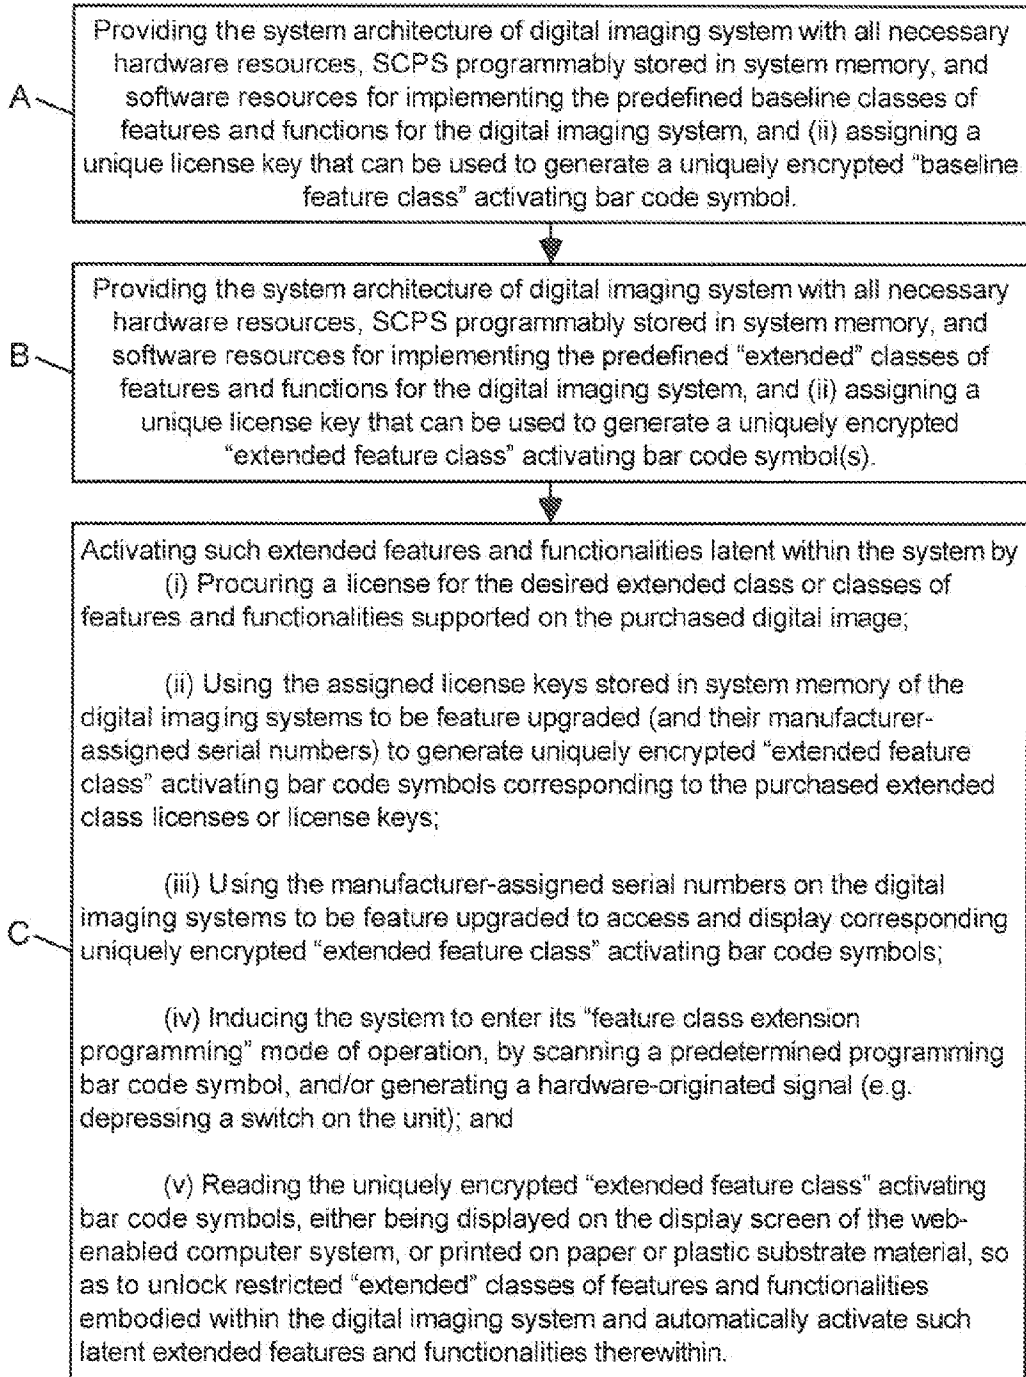 Providing the system architecture of digital imaging system with all necessary
hardware resources, SCPS programmably stored in system memory, and
software resources for implementing the predefined baseline classes of
A
features and functions for the digital imaging system, and (ii) assigning a
unique license key that can be used to generate a uniquely encrypted “baseline
feature class” activating bar code symbol.
Providing the system architecture of digital imaging system with all necessary
hardware resources, SCPS programmably stored in system memory, and
software resources for implementing the predefined “extended” classes of
B
features and functions for the digital imaging system, and (ii) assigning a
unique license key that can be used to generate a uniquely encrypted
“extended feature class” activating bar code symbol(s).
Activating such extended features and functionalities latent within the system by
(i) Procuring a license for the desired extended class or classes of
features and functionalities supported on the purchased digital image;
(ii) Using the assigned license keys stored in system memory of the
digital imaging systems to be feature upgraded (and their manufacturer-
assigned serial numbers) to generate uniquely encrypted “extended feature
class” activating bar code symbols corresponding to the purchased extended
class licenses or license keys;
(iii) Using the manufacturer-assigned serial numbers on the digital
imaging systems to be feature upgraded to access and display corresponding
C
uniquely encrypted “extended feature class” activating bar code symbols;
(iv) Inducing the system to enter its “feature class extension
programming” mode of operation, by scanning a predetermined programming
bar code symbol, and/or generating a hardware-originated signal (e.g.
depressing a switch on the unit); and
(v) Reading the uniquely encrypted “extended feature class” activating
bar code symbols, either being displayed on the display screen of the web-
enabled computer system, or printed on paper or plastic substrate material, so
as to unlock restricted “extended” classes of features and functionalities
embodied within the digital imaging system and automatically activate such
latent extended features and functionalities therewithin.